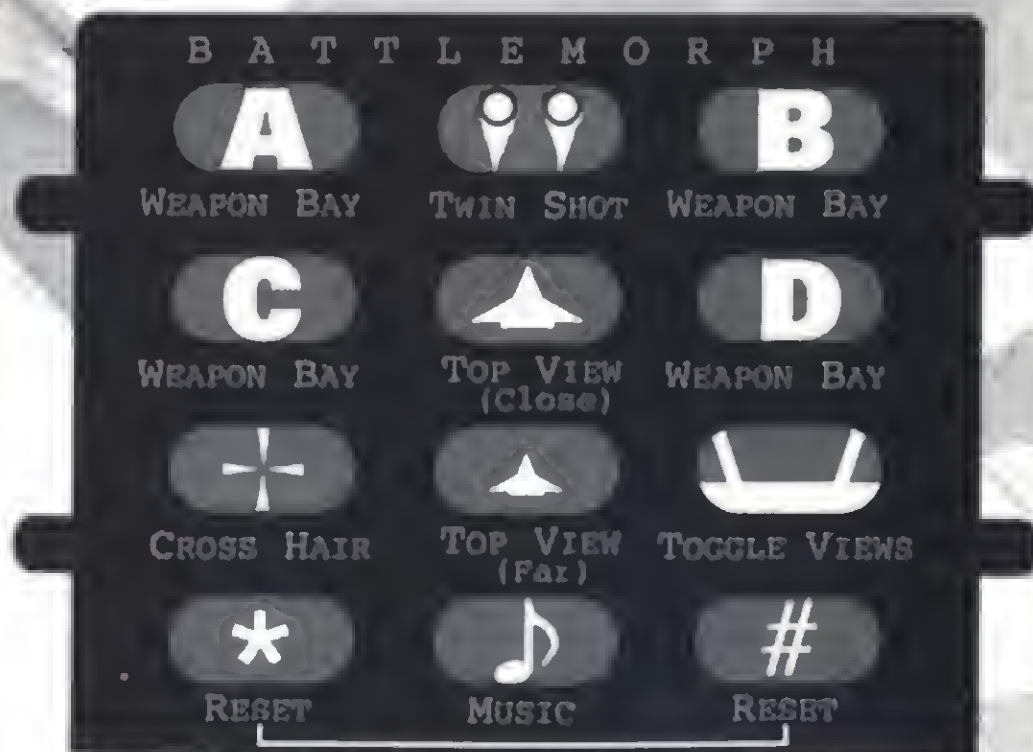 BATTLEMORPH
A B
WEAPON BAY TWIN SHOT WEAPON BAY
C D
WEAPON BAY TOP VIEW WEAPON BAY
(Close)
CROSS HAIR TOP VIEW TOGGLE VIEWS
(Far)
* #
RESET MUSIC RESET